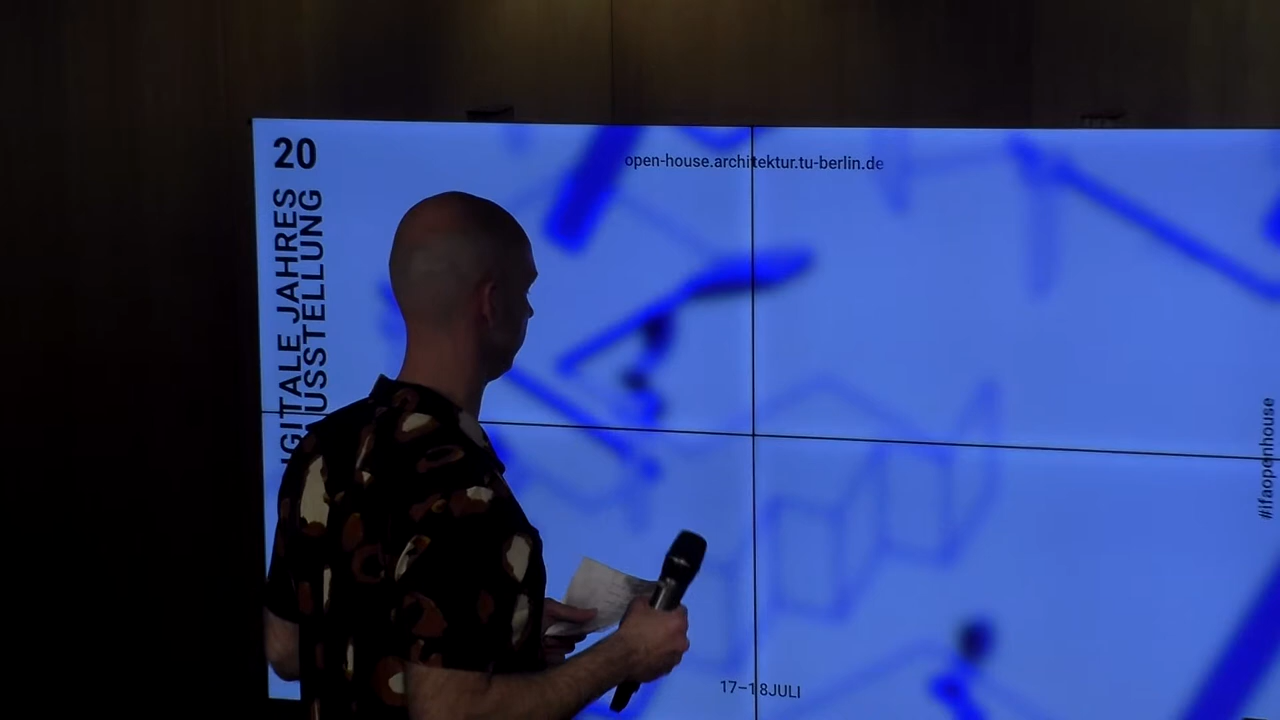 20
IGITALE JAHRES
USSTELLUNG
open-house.architektur.tu-berlin.de
#ifaopenhouse
17–18JULI